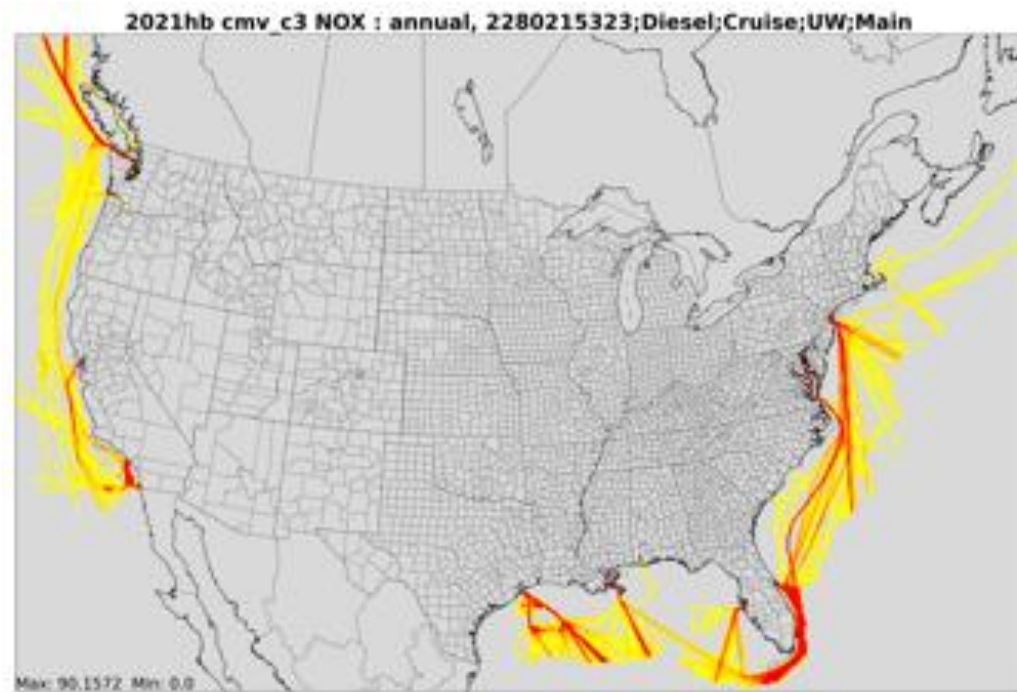 2021hb cmv_c3 NOX : annual, 2280215323;Diesel;Cruise;UW;Main
Max: 90.1572 Min: 0.0